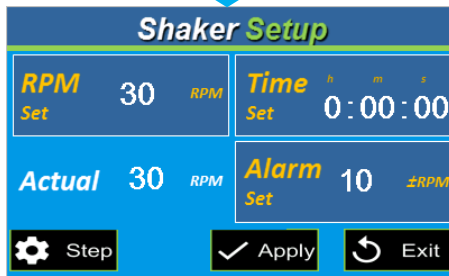 Shaker Setup
RPM
Set
30
RPM
Time
Set
h m s
0:00:00
Actual
30
RPM
Alarm
Set
10
±RPM
Step
Apply
Exit